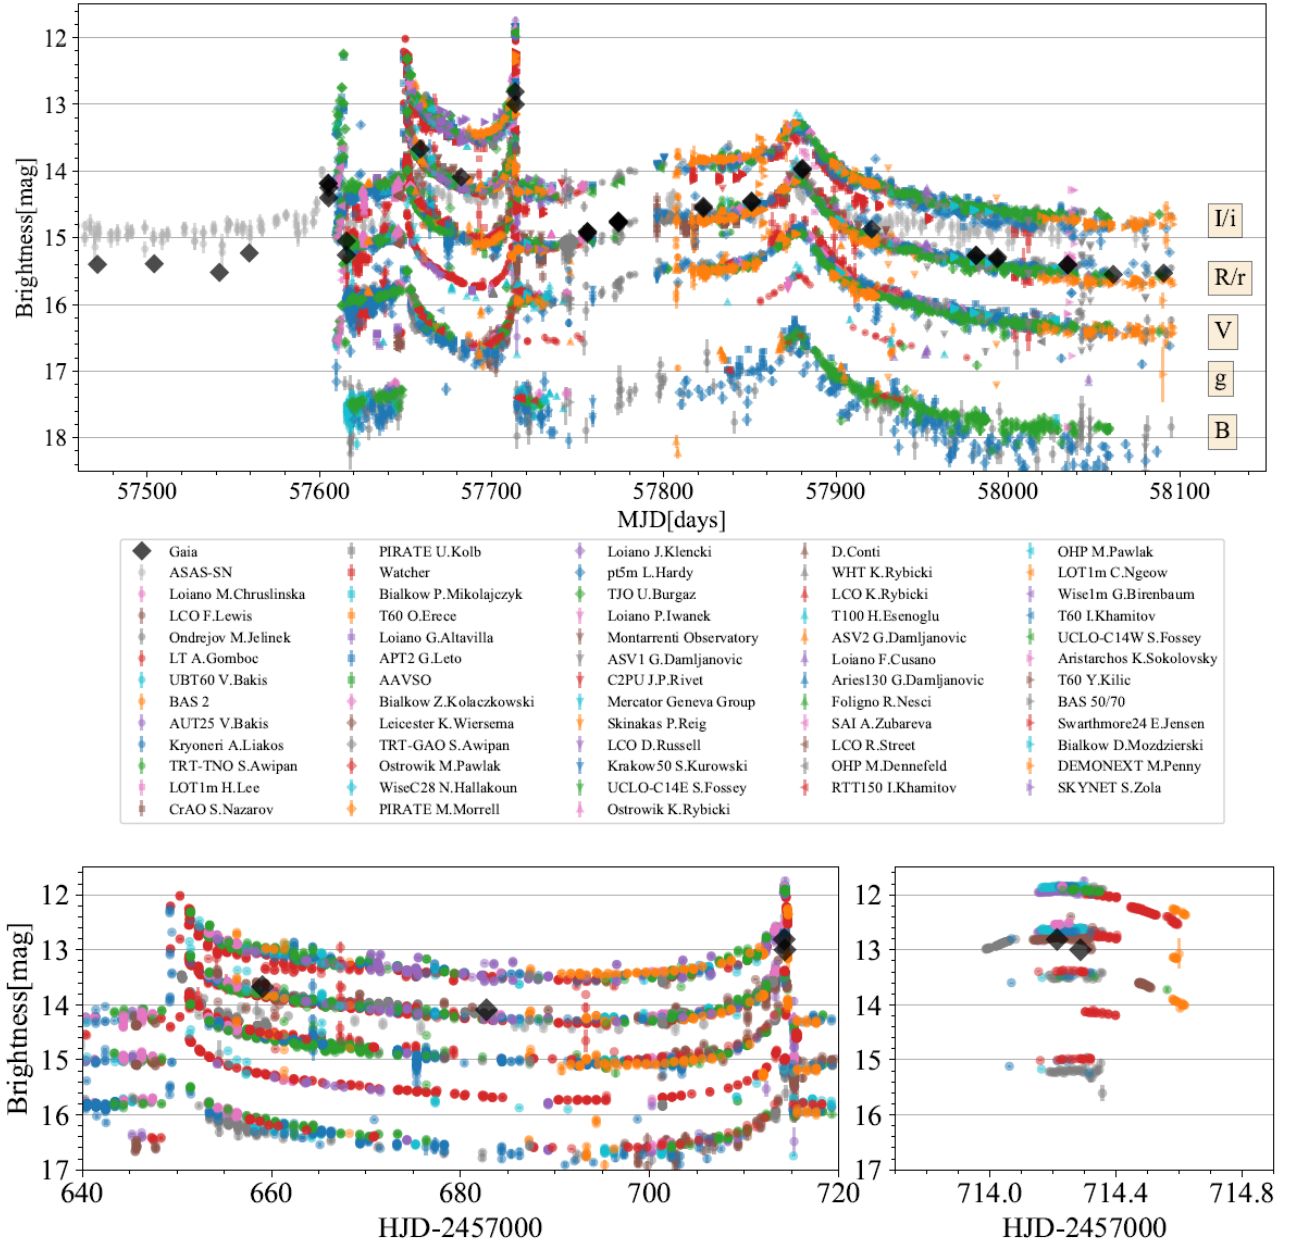 12
13
14
15
16
17
18
Brightness[mag]
I/i
R/r
V
g
B
57500 57600 57700 57800 57900 58000 58100
MJD[days]
Gaia PIRATE U.Kolb Loiano J.Klencki D.Conti OHP M.Pawlak
ASAS-SN Watcher pt5m L.Hardy WHT K.Rybicki LOT1m C.Ngeow
Loiano M.Chruslinska Bialkow P.Mikolajczyk TJO U.Burgaz LCO K.Rybicki Wise1m G.Birenbaum
LCO F.Lewis T60 O.Erece Loiano P.Iwanek T100 H.Esenoglu T60 I.Khamitov
Ondrejov M.Jelinek Loiano G.Altavilla Montarrenti Observatory ASV2 G.Damljanovic UCLO-C14W S.Fossey
LT A.Gomboc APT2 G.Leto ASV1 G.Damljanovic Loiano F.Cusano Aristarchos K.Sokolovsky
UBT60 V.Bakis AAVSO C2PU J.P.Rivet Aries130 G.Damljanovic T60 Y.Kilic
BAS 2 Bialkow Z.Kolaczkowski Mercator Geneva Group Foligno R.Nesci BAS 50/70
AUT25 V.Bakis Leicester K.Wiersema Skinakas P.Reig SAI A.Zubareva Swarthmore24 E.Jensen
Kryoneri A.Liakos TRT-GAO S.Awipan LCO D.Russell LCO R.Street Bialkow D.Mozdzierski
TRT-TNO S.Awipan Ostrowik M.Pawlak Krakow50 S.Kurowski OHP M.Dennefeld DEMONEXT M.Penny
LOT1m H.Lee WiseC28 N.Hallakoun UCLO-C14E S.Fossey RTT150 I.Khamitov SKYNET S.Zola
CrAO S.Nazarov PIRATE M.Morrell Ostrowik K.Rybicki
12
13
14
15
16
17
Brightness[mag]
640 660 680 700 720
HJD-2457000
12
13
14
15
16
17
714.0 714.4 714.8
HJD-2457000